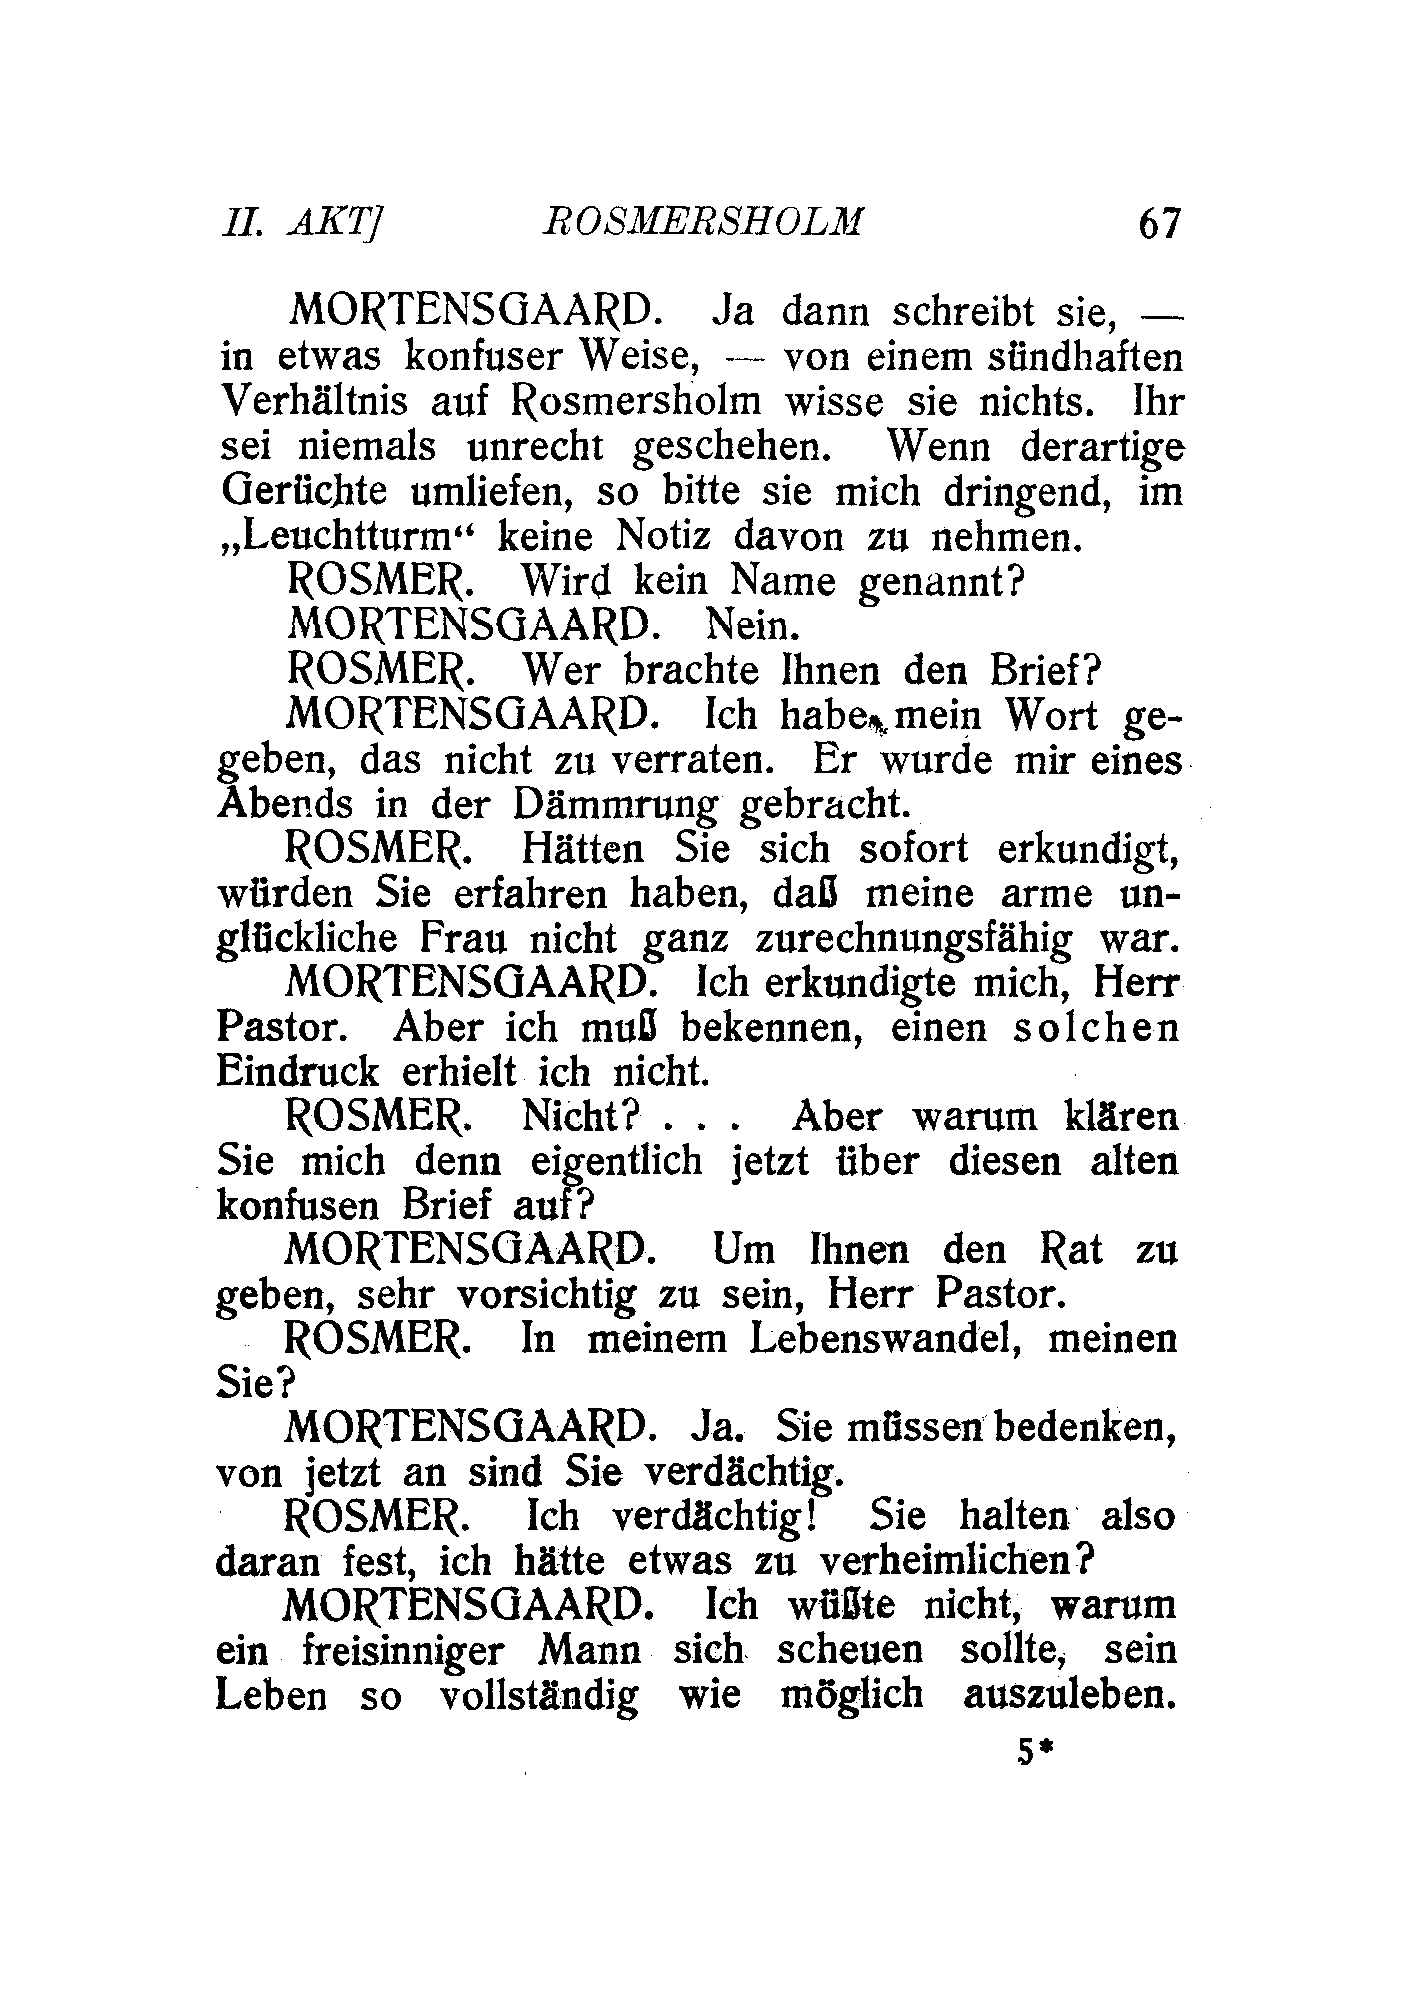 II. AKT] ROSMERSHOLM 67
MORTENSGAARD. Ja dann schreibt sie, —
in etwas konfuser Weise, — von einem sündhaften
Verhältnis auf Rosmersholm wisse sie nichts. Ihr
sei niemals unrecht geschehen. Wenn derartige
Gerüchte umliefen, so bitte sie mich dringend, im
„Leuchtturm“ keine Notiz davon zu nehmen.
ROSMER. Wird kein Name genannt?
MORTENSGAARD. Nein.
ROSMER. Wer brachte Ihnen den Brief?
MORTENSGAARD. Ich habe mein Wort ge-
geben, das nicht zu verraten. Er wurde mir eines
Abends in der Dämmrung gebracht.
ROSMER. Hätten Sie sich sofort erkundigt,
würden Sie erfahren haben, daß meine arme un-
glückliche Frau nicht ganz zurechnungsfähig war.
MORTENSGAARD. Ich erkundigte mich, Herr
Pastor. Aber ich muß bekennen, einen solchen
Eindruck erhielt ich nicht.
ROSMER. Nicht? . . . Aber warum klären
Sie mich denn eigentlich jetzt über diesen alten
konfusen Brief auf?
MORTENSGAARD. Um Ihnen den Rat zu
geben, sehr vorsichtig zu sein, Herr Pastor.
ROSMER. In meinem Lebenswandel, meinen
Sie?
MORTENSGAARD. Ja. Sie müssen bedenken,
von jetzt an sind Sie verdächtig.
ROSMER. Ich verdächtig! Sie halten also
daran fest, ich hätte etwas zu verheimlichen?
MORTENSGAARD. Ich wüßte nicht, warum
ein freisinniger Mann sich scheuen sollte, sein
Leben so vollständig wie möglich auszuleben.
5*